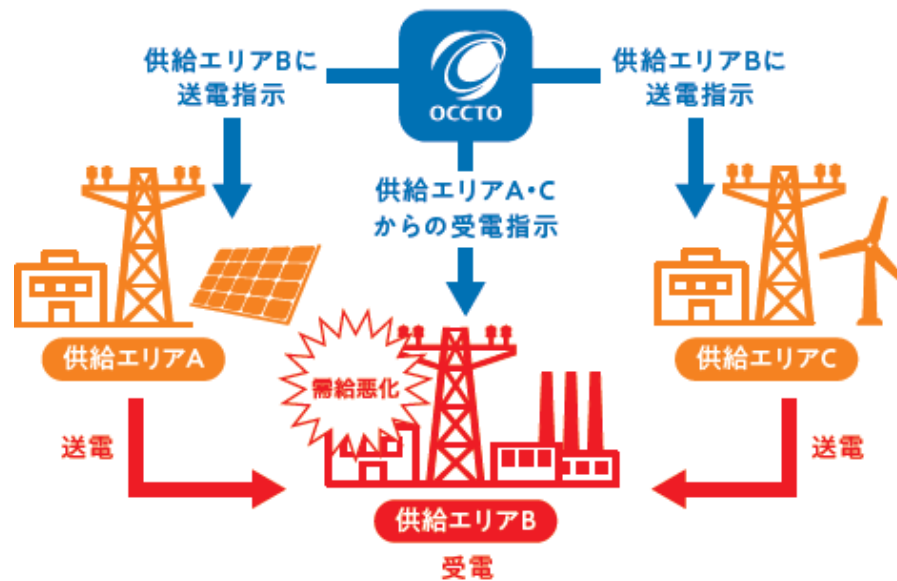 供給エリアBに
送電指示
OCCTO
供給エリアBに
送電指示
供給エリアA・C
からの受電指示
供給エリアA
供給エリアC
需給悪化
送電
送電
供給エリアB
受電